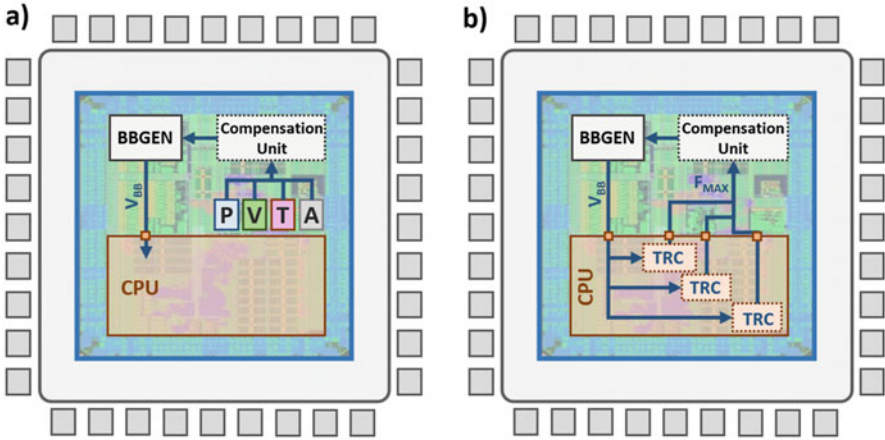 a)
BBGEN
Compensation
Unit
VBB
P V T A
CPU
b)
BBGEN
Compensation
Unit
VBB
FMAX
CPU
TRC
TRC
TRC